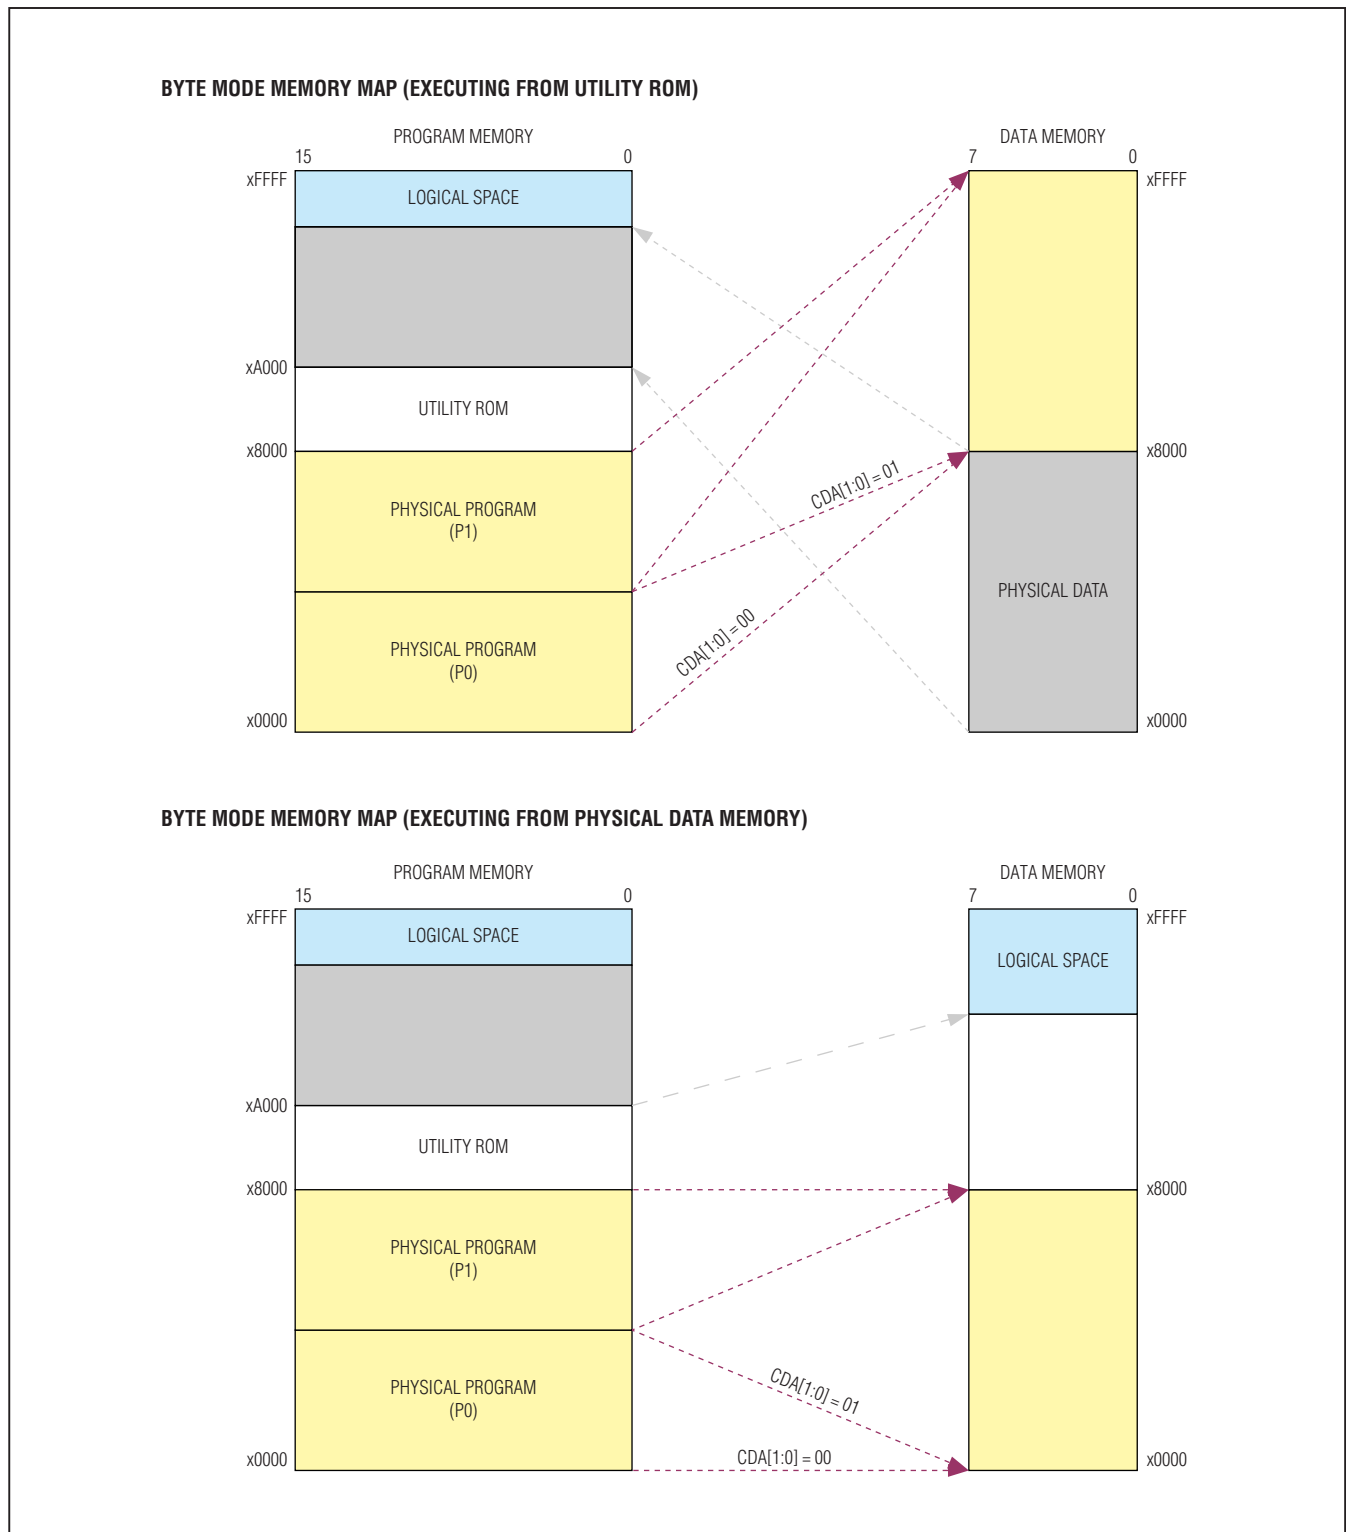 BYTE MODE MEMORY MAP (EXECUTING FROM UTILITY ROM)
PROGRAM MEMORY
DATA MEMORY
15 0
7 0
xFFFF
LOGICAL SPACE
xFFFF
xA000
UTILITY ROM
x8000
x8000
CDA[1:0] = 01
PHYSICAL PROGRAM
(P1)
PHYSICAL DATA
CDA[1:0] = 00
PHYSICAL PROGRAM
(P0)
x0000
x0000
BYTE MODE MEMORY MAP (EXECUTING FROM PHYSICAL DATA MEMORY)
PROGRAM MEMORY
DATA MEMORY
15 0
7 0
xFFFF
LOGICAL SPACE
xFFFF
LOGICAL SPACE
xA000
UTILITY ROM
x8000
x8000
PHYSICAL PROGRAM
(P1)
CDA[1:0] = 01
PHYSICAL PROGRAM
(P0)
CDA[1:0] = 00
x0000
x0000